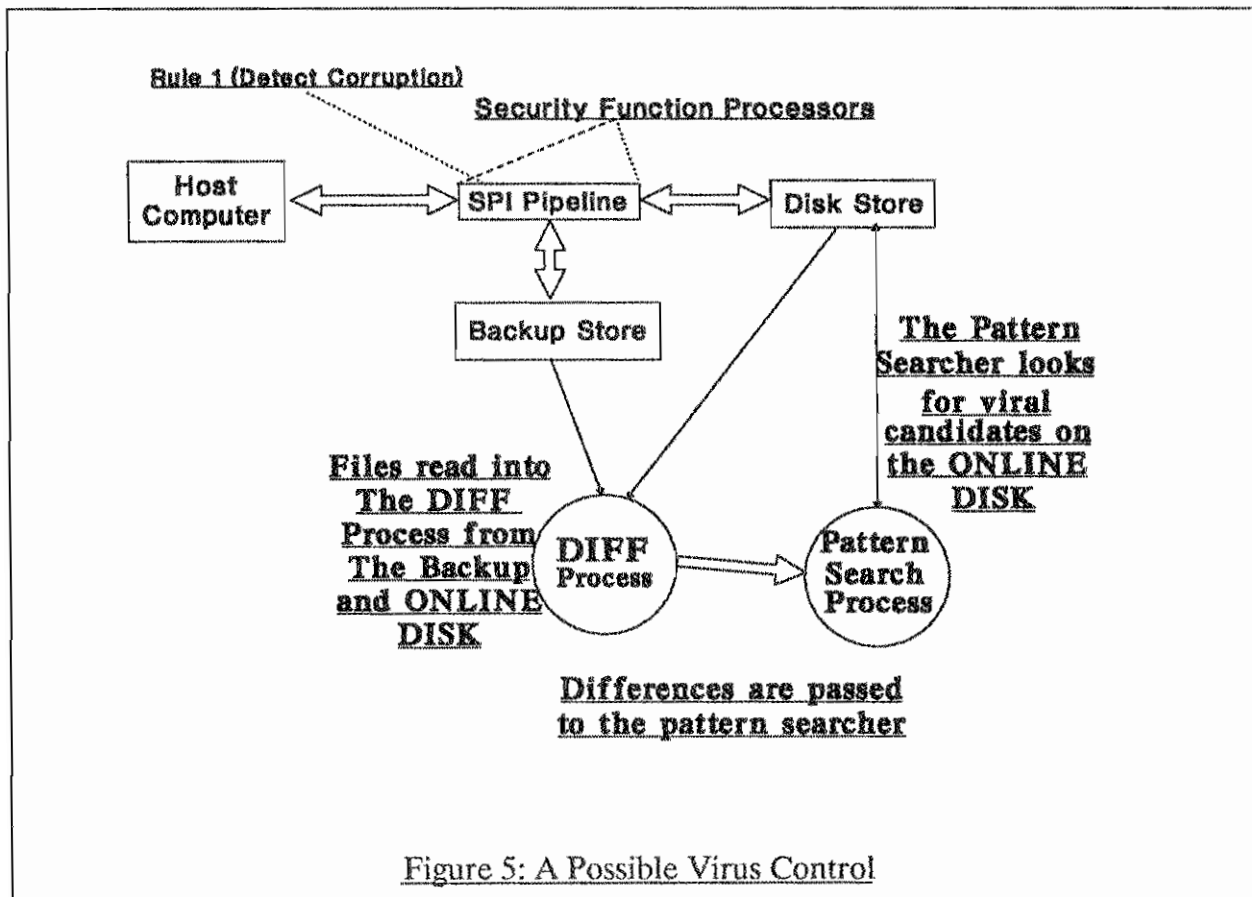 Rule 1 (Detect Corruption)
Security Function Processors
Host
Computer
SPI Pipeline
Disk Store
Backup Store
The Pattern
Searcher looks
for viral
candidates on
the ONLINE
DISK
Files read into
The DIFF
Process from
The Backup
and ONLINE
DISK
DIFF
Process
Pattern
Search
Process
Differences are passed
to the pattern searcher
Figure 5: A Possible Virus Control